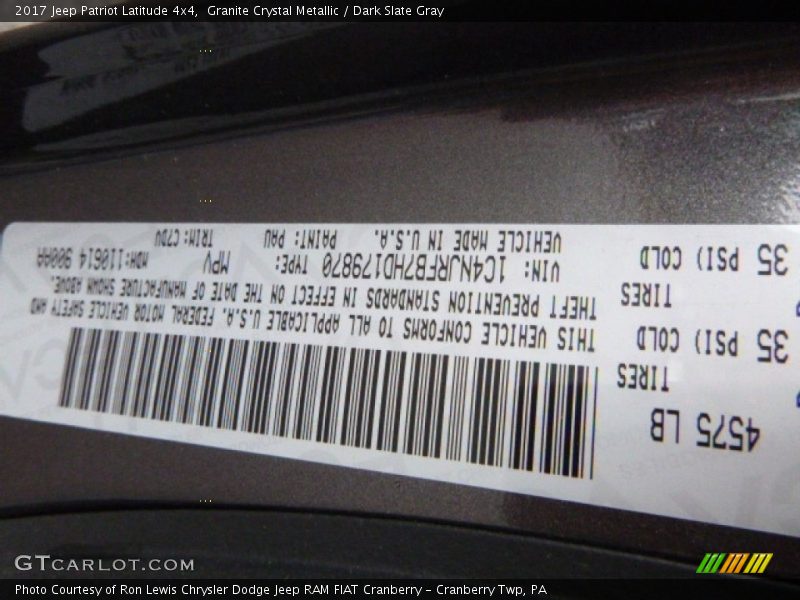 2017 Jeep Patriot Latitude 4x4,  Granite Crystal Metallic / Dark Slate Gray
4575 LB
TIRES
35 PSI) COLD
TIRES
35 PSI) COLD
THIS VEHICLE CONFORMS TO ALL APPLICABLE U.S.A. FEDERAL MOTOR VEHICLE SAFETY AND
THEFT PREVENTION STANDARDS IN EFFECT ON THE DATE OF MANUFACTURE SHOWN ABOVE.
VIN: 1C4NJRFB7HD179870 TYPE: MPV MDH:110614 900AA
VEHICLE MADE IN U.S.A. PAINT: PAU TRIM: C7DV
GTCARLOT.COM
Photo Courtesy of Ron Lewis Chrysler Dodge Jeep RAM FIAT Cranberry – Cranberry Twp, PA